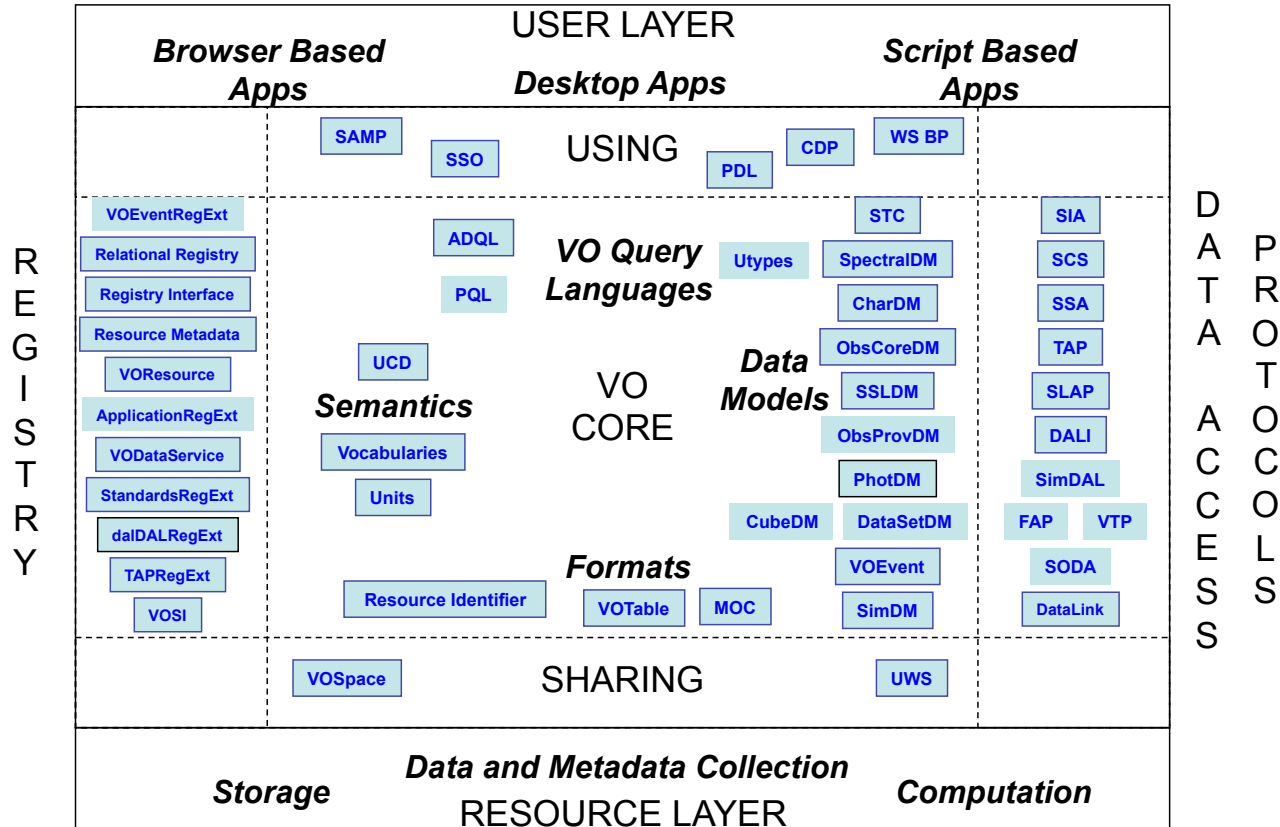 USER LAYER
Browser Based
Apps
Desktop Apps
Script Based
Apps
USING
SAMP
SSO
PDL
CDP
WS BP
REGISTRY
VOEventRegExt
Relational Registry
Registry Interface
Resource Metadata
VOResource
ApplicationRegExt
VODataService
StandardsRegExt
dalDALRegExt
TAPRegExt
VOSI
ADQL
PQL
VO Query
Languages
UCD
Semantics
Vocabularies
Units
VO
CORE
Resource Identifier
Formats
VOTable
MOC
Utypes
Data
Models
STC
SpectralDM
CharDM
ObsCoreDM
SSLDM
ObsProvDM
PhotDM
CubeDM
DataSetDM
VOEvent
SimDM
SIA
SCS
SSA
TAP
SLAP
DALI
SimDAL
FAP
VTP
SODA
DataLink
DATA ACCESS
PROTOCOLS
SHARING
VOSpace
UWS
Storage
Data and Metadata Collection
Computation
RESOURCE LAYER